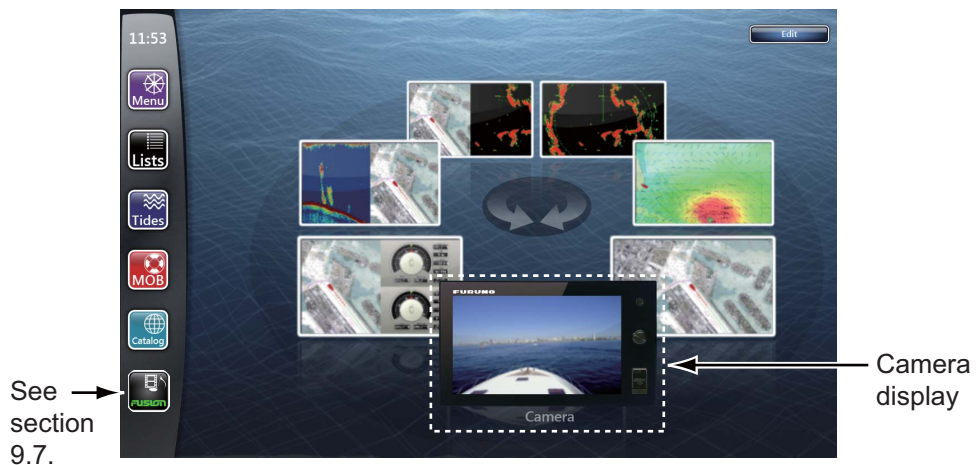 11:53
Edit
Menu
Lists
Tides
MOB
Catalog
FUSION
FURUNO
Camera
See
section
9.7.
Camera
display